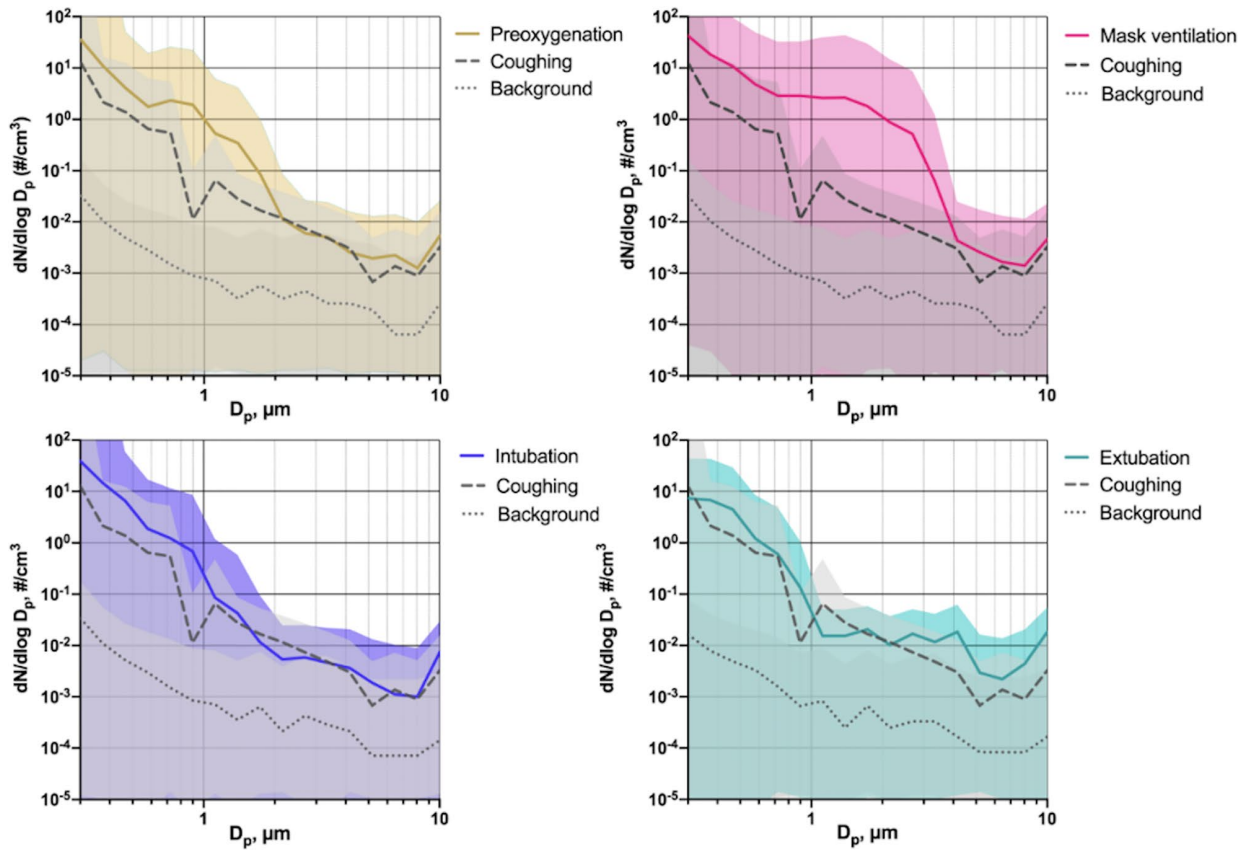 10²
10¹
10⁰
10⁻¹
10⁻²
10⁻³
10⁻⁴
10⁻⁵
dN/dlog Dₚ (#/cm³)
1
10
Dₚ, µm
Preoxygenation
Coughing
Background
10²
10¹
10⁰
10⁻¹
10⁻²
10⁻³
10⁻⁴
10⁻⁵
dN/dlog Dₚ, #/cm³
1
10
Dₚ, µm
Mask ventilation
Coughing
Background
10²
10¹
10⁰
10⁻¹
10⁻²
10⁻³
10⁻⁴
10⁻⁵
dN/dlog Dₚ, #/cm³
1
10
Dₚ, µm
Intubation
Coughing
Background
10²
10¹
10⁰
10⁻¹
10⁻²
10⁻³
10⁻⁴
10⁻⁵
dN/dlog Dₚ, #/cm³
1
10
Dₚ, µm
Extubation
Coughing
Background